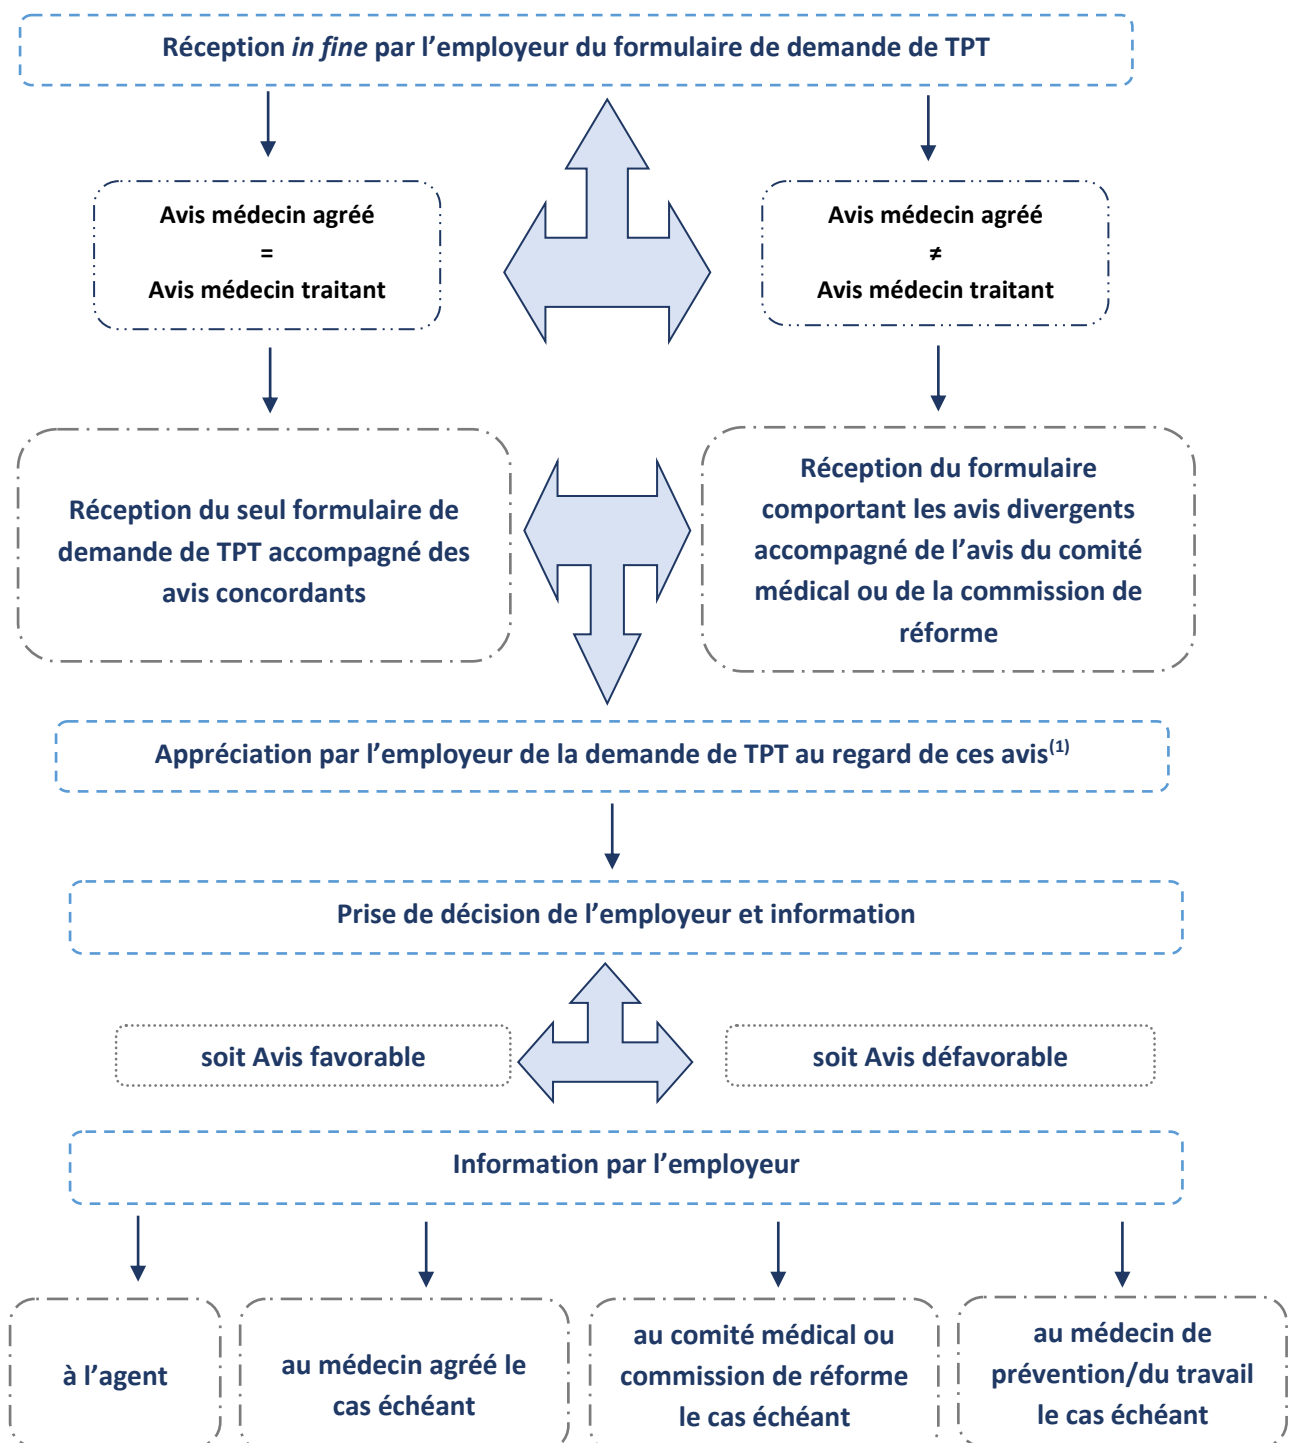 Réception in fine par l’employeur du formulaire de demande de TPT
Avis médecin agréé
=
Avis médecin traitant
Avis médecin agréé
≠
Avis médecin traitant
Réception du seul formulaire de
demande de TPT accompagné des
avis concordants
Réception du formulaire
comportant les avis divergents
accompagné de l’avis du comité
médical ou de la commission de
réforme
Appréciation par l’employeur de la demande de TPT au regard de ces avis(1)
Prise de décision de l’employeur et information
soit Avis favorable
soit Avis défavorable
Information par l’employeur
à l’agent
au médecin agréé le
cas échéant
au comité médical ou
commission de réforme
le cas échéant
au médecin de
prévention/du travail
le cas échéant